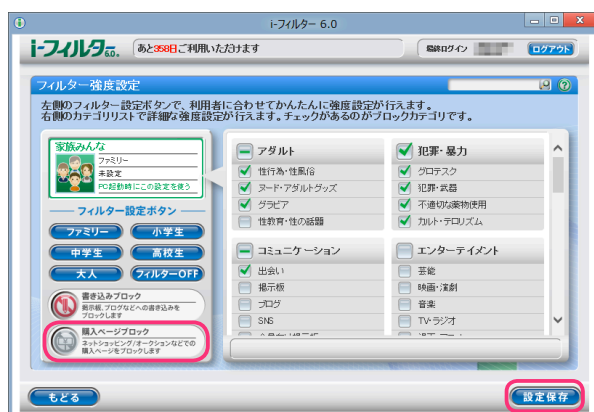 i-フィルター 6.0
i-フィルター 6.0
あと358日ご利用いただけます
最終ログイン
ログアウト
フィルター強度設定
左側のフィルター設定ボタンで、利用者に合わせてかんたんに強度設定が行えます。
右側のカテゴリリストで詳細な強度設定が行えます。チェックがあるのがブロックカテゴリです。
家族みんな
ファミリー
未設定
PC起動時にこの設定を使う
フィルター設定ボタン
ファミリー
小学生
中学生
高校生
大人
フィルターOFF
書き込みブロック
掲示板、ブログなどへの書き込みを
ブロックします
購入ページブロック
ネットショッピング/オークションなどでの
購入ページをブロックします
アダルト
性行為・性風俗
ヌード・アダルトグッズ
グラビア
性教育・性の話題
犯罪・暴力
グロテスク
犯罪・武器
不適切な薬物使用
カルト・テロリズム
コミュニケーション
出会い
掲示板
ブログ
SNS
エンターテイメント
芸能
映画・演劇
音楽
TV・ラジオ
もどる
設定保存